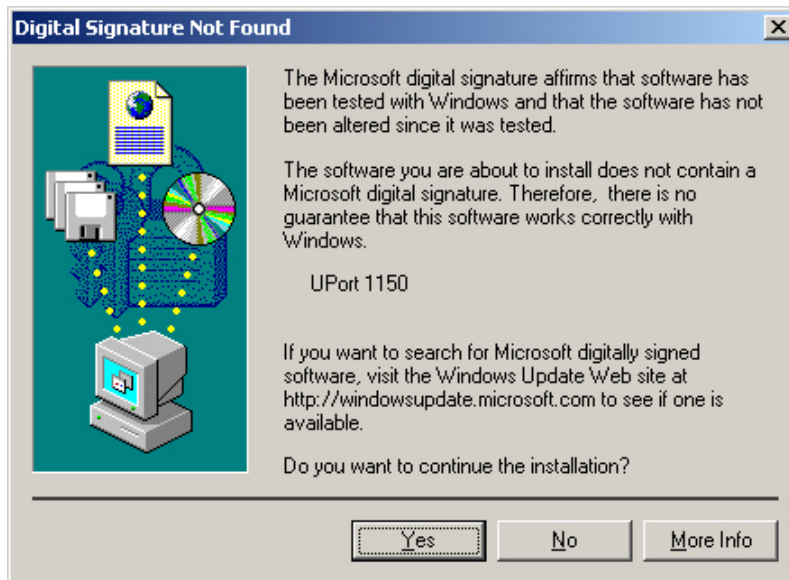 Digital Signature Not Found
The Microsoft digital signature affirms that software has
been tested with Windows and that the software has not
been altered since it was tested.
The software you are about to install does not contain a
Microsoft digital signature. Therefore, there is no
guarantee that this software works correctly with
Windows.
UPort 1150
If you want to search for Microsoft digitally signed
software, visit the Windows Update Web site at
http://windowsupdate.microsoft.com to see if one is
available.
Do you want to continue the installation?
Yes No More Info